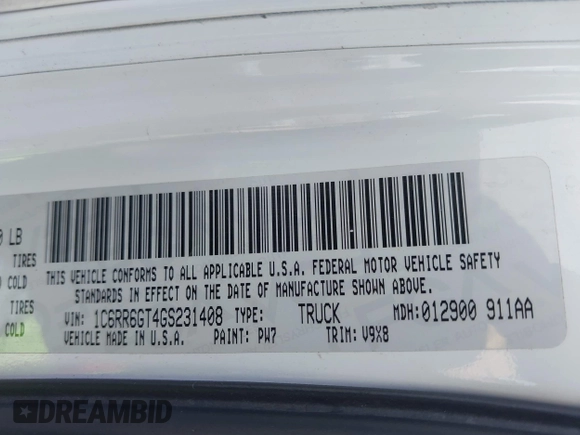 0 LB
TIRES
COLD
TIRES
COLD
THIS VEHICLE CONFORMS TO ALL APPLICABLE U.S.A. FEDERAL MOTOR VEHICLE SAFETY
STANDARDS IN EFFECT ON THE DATE OF MANUFACTURE SHOWN ABOVE.
VIN: 1C6RR6GT4GS231408 TYPE: TRUCK MDH:012900 911AA
VEHICLE MADE IN U.S.A. PAINT: PW7 TRIM: V9X8
DREAMBID